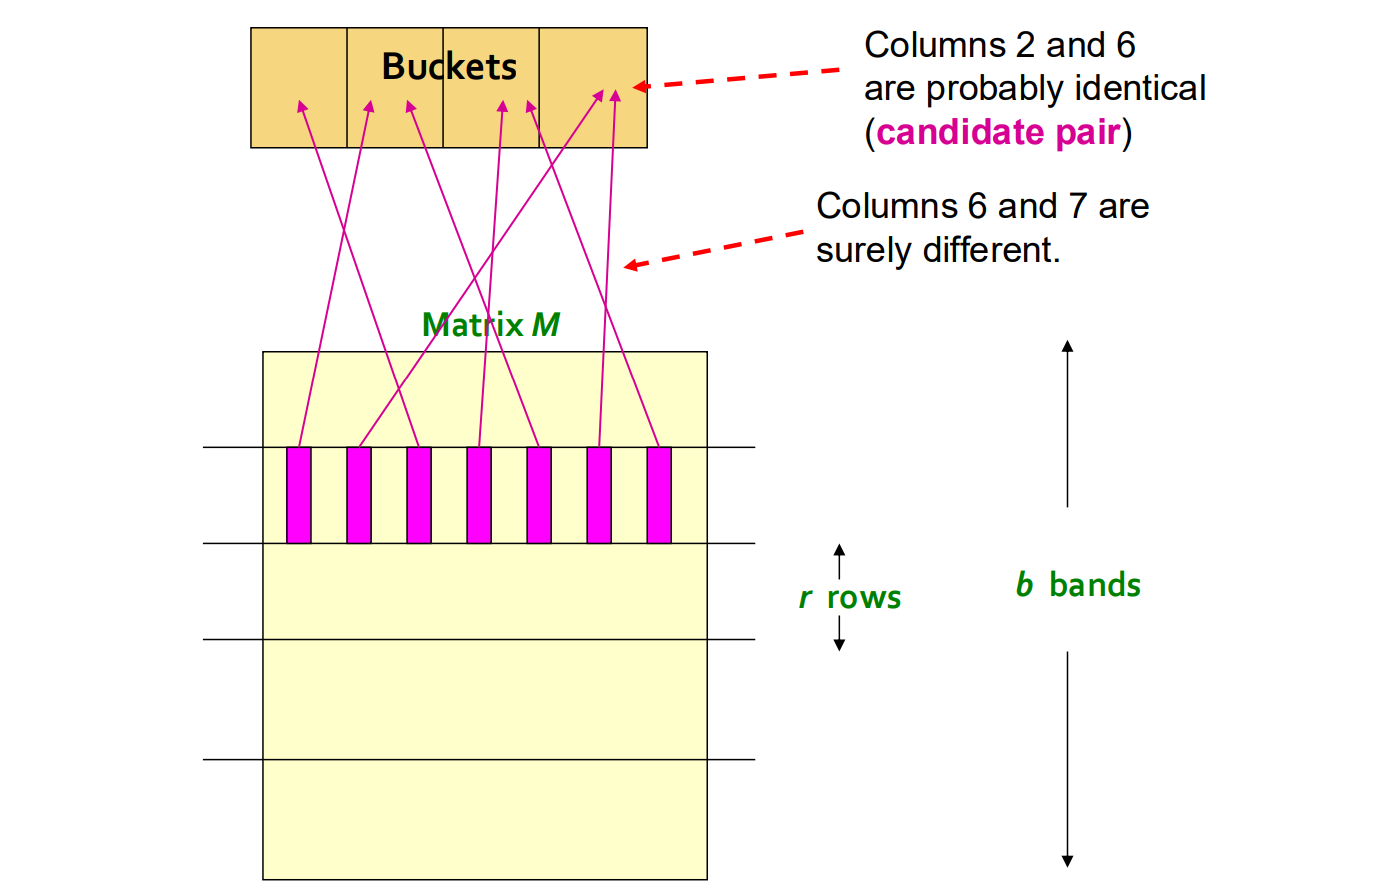 Buckets
Columns 2 and 6
are probably identical
(candidate pair)
Columns 6 and 7 are
surely different.
Matrix M
r rows
b bands